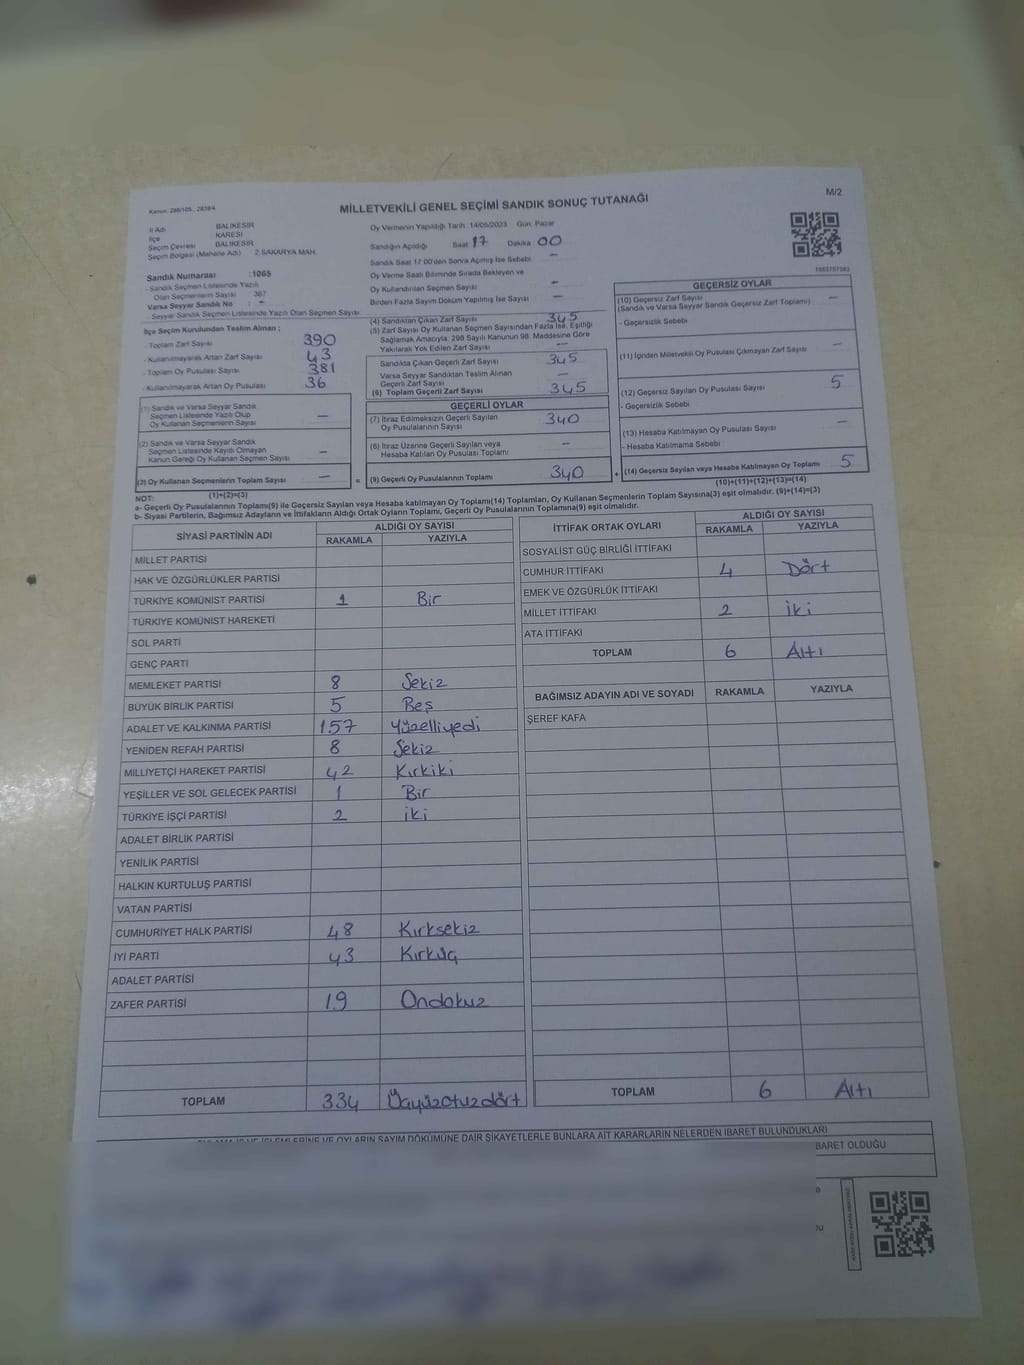 MİLLETVEKİLİ GENEL SEÇİMİ SANDIK SONUÇ TUTANAĞI
M/2
İl Adı BALIKESİR
İlçe KARESİ
Seçim Çevresi BALIKESİR
Seçim Bölgesi (Mahalle Adı) : 2 SAKARYA MAH.
Sandık Numarası :1065
- Sandık Seçmen Listesinde Yazılı
Olan Seçmenlerin Sayısı 387
Varsa Seyyar Sandık No : -
- Seyyar Sandık Seçmen Listesinde Yazılı Olan Seçmen Sayısı
İlçe Seçim Kurulundan Teslim Alınan ;
- Toplam Zarf Sayısı 390
- Kullanılmayarak Artan Zarf Sayısı 43
- Toplam Oy Pusulası Sayısı 381
- Kullanılmayarak Artan Oy Pusulası 36
(1) Sandık ve Varsa Seyyar Sandık
Seçmen Listesinde Yazılı Olup
Oy Kullanan Seçmen Sayısı —
(2) Sandık ve Varsa Seyyar Sandık
Seçmen Listesinde Kayıtlı Olmayan
Kanun Gereği Oy Kullanan Seçmen Sayısı —
(3) Oy Kullanan Seçmenlerin Toplam Sayısı —
(1)+(2)=(3)
Oy Vermenin Yapıldığı Tarih :14/05/2023 Gün: Pazar
Sandığın Açıldığı Saat 17 Dakika 00
Sandık Saat 17:00'den Sonra Açılmış İse Sebebi —
Oy Verme Saati Bitiminde Sırada Bekleyen ve
Oy Kullandırılan Seçmen Sayısı —
Birden Fazla Sayım Döküm Yapılmış İse Sayısı —
(4) Sandıktan Çıkan Zarf Sayısı 345
(5) Zarf Sayısı Oy Kullanan Seçmen Sayısından Fazla İse, Eşitliği
Sağlamak Amacıyla, 298 Sayılı Kanunun 98. Maddesine Göre
Yakılarak Yok Edilen Zarf Sayısı —
Sandıkta Çıkan Geçerli Zarf Sayısı 345
Varsa Seyyar Sandıktan Teslim Alınan
Geçerli Zarf Sayısı —
(6) Toplam Geçerli Zarf Sayısı 345
GEÇERLİ OYLAR
(7) İtiraz Edilmeksizin Geçerli Sayılan
Oy Pusulalarının Sayısı 340
(8) İtiraz Üzerine Geçerli Sayılan veya
Hesaba Katılan Oy Pusulası Toplamı —
= (9) Geçerli Oy Pusulalarının Toplamı 340 +
GEÇERSİZ OYLAR
(10) Geçersiz Zarf Sayısı —
(Sandık ve Varsa Seyyar Sandık Geçersiz Zarf Toplamı)
- Geçersizlik Sebebi
(11) İçinden Milletvekili Oy Pusulası Çıkmayan Zarf Sayısı —
(12) Geçersiz Sayılan Oy Pusulası Sayısı 5
- Geçersizlik Sebebi
(13) Hesaba Katılmayan Oy Pusulası Sayısı —
- Hesaba Katılmama Sebebi
(14) Geçersiz Sayılan veya Hesaba Katılmayan Oy Toplamı 5
(10)+(11)+(12)+(13)=(14)
NOT:
a- Geçerli Oy Pusulalarının Toplamı(9) ile Geçersiz Sayılan veya Hesaba katılmayan Oy Toplamı(14) Toplamları, Oy Kullanan Seçmenlerin Toplam Sayısına(3) eşit olmalıdır. (9)+(14)=(3)
b- Siyasi Partilerin, Bağımsız Adayların ve İttifakların Aldığı Ortak Oyların Toplamı, Geçerli Oy Pusulalarının Toplamına(9) eşit olmalıdır.
SİYASİ PARTİNİN ADI ALDIĞI OY SAYISI
RAKAMLA YAZIYLA
MİLLET PARTİSİ
HAK VE ÖZGÜRLÜKLER PARTİSİ
TÜRKİYE KOMÜNİST PARTİSİ 1 Bir
TÜRKİYE KOMÜNİST HAREKETİ
SOL PARTİ
GENÇ PARTİ
MEMLEKET PARTİSİ 8 Sekiz
BÜYÜK BİRLİK PARTİSİ 5 Beş
ADALET VE KALKINMA PARTİSİ 157 Yüzelliyedi
YENİDEN REFAH PARTİSİ 8 Sekiz
MİLLİYETÇİ HAREKET PARTİSİ 42 Kırkiki
YEŞİLLER VE SOL GELECEK PARTİSİ 1 Bir
TÜRKİYE İŞÇİ PARTİSİ 2 iki
ADALET BİRLİK PARTİSİ
YENİLİK PARTİSİ
HALKIN KURTULUŞ PARTİSİ
VATAN PARTİSİ
CUMHURİYET HALK PARTİSİ 48 Kırksekiz
İYİ PARTİ 43 Kırküç
ADALET PARTİSİ
ZAFER PARTİSİ 19 Ondokuz
TOPLAM 334 Üçyüzotuzdört
İTTİFAK ORTAK OYLARI ALDIĞI OY SAYISI
RAKAMLA YAZIYLA
SOSYALİST GÜÇ BİRLİĞİ İTTİFAKI
CUMHUR İTTİFAKI 4 Dört
EMEK VE ÖZGÜRLÜK İTTİFAKI
MİLLET İTTİFAKI 2 iki
ATA İTTİFAKI
TOPLAM 6 Altı
BAĞIMSIZ ADAYIN ADI VE SOYADI RAKAMLA YAZIYLA
ŞEREF KAFA
TOPLAM 6 Altı
OYLARIN SAYIM DÖKÜMÜNE DAİR ŞİKAYETLERLE BUNLARA AİT KARARLARIN NELERDEN İBARET BULUNDUKLARI
İBARET OLDUĞU